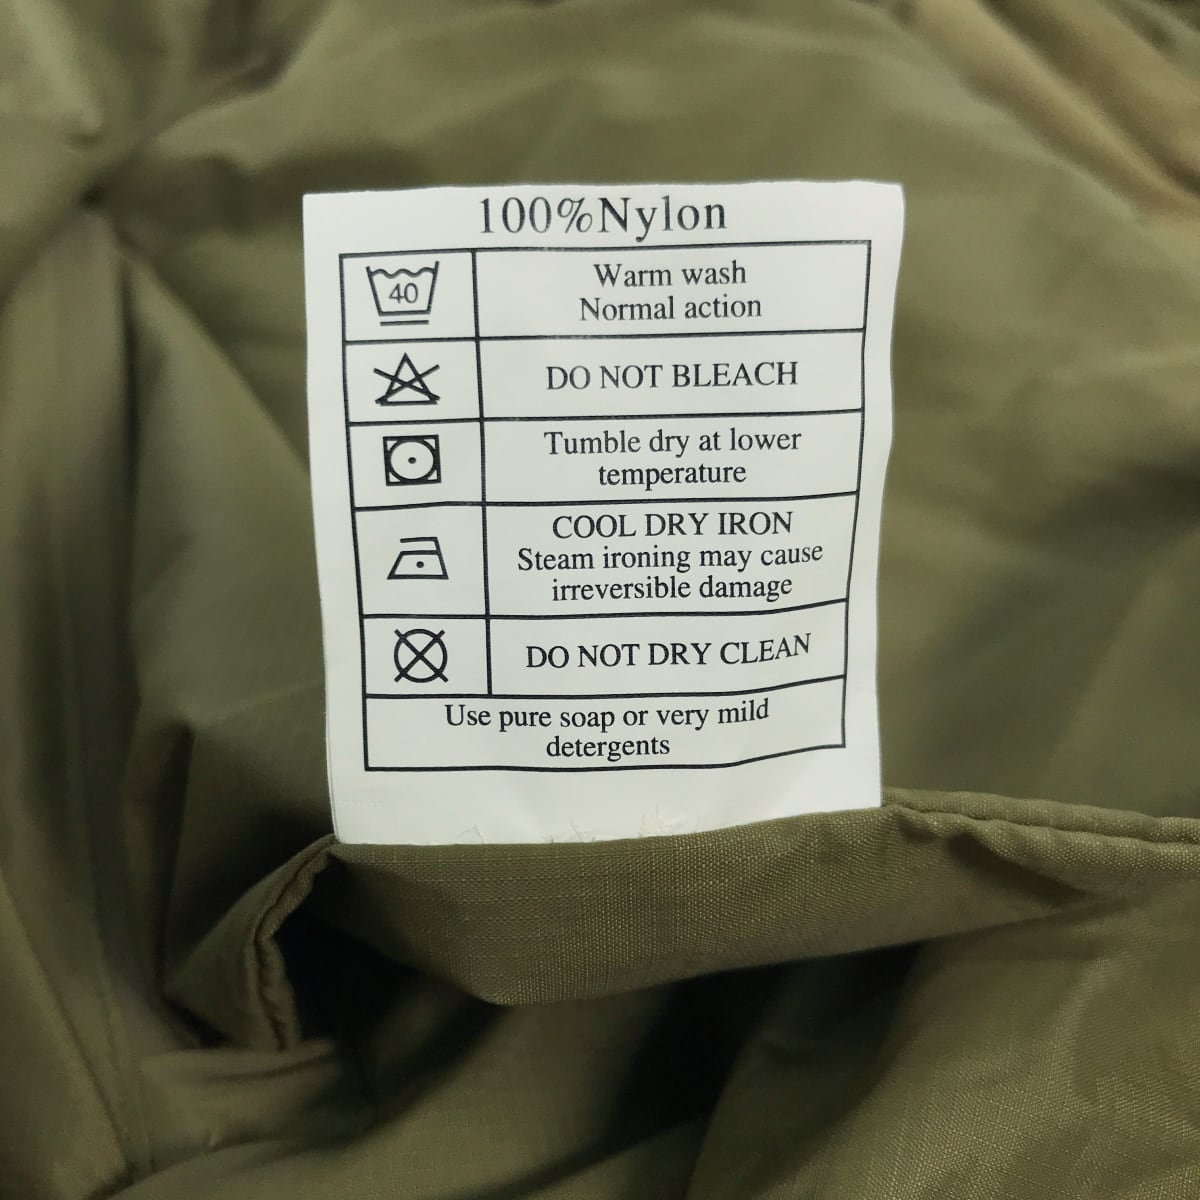 100%Nylon
40
Warm wash
Normal action
DO NOT BLEACH
Tumble dry at lower
temperature
COOL DRY IRON
Steam ironing may cause
irreversible damage
DO NOT DRY CLEAN
Use pure soap or very mild
detergents